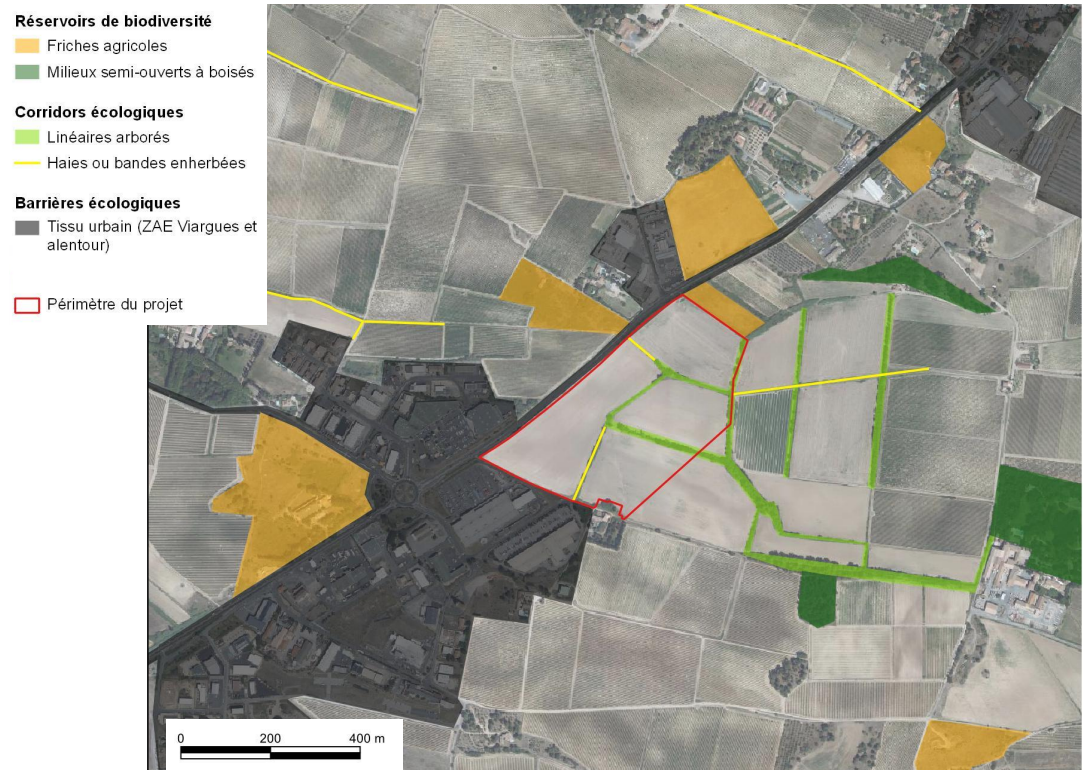 Réservoirs de biodiversité
Friches agricoles
Milieux semi-ouverts à boisés
Corridors écologiques
Linéaires arborés
Haies ou bandes enherbées
Barrières écologiques
Tissu urbain (ZAE Viargues et
alentour)
Périmètre du projet
0 200 400 m